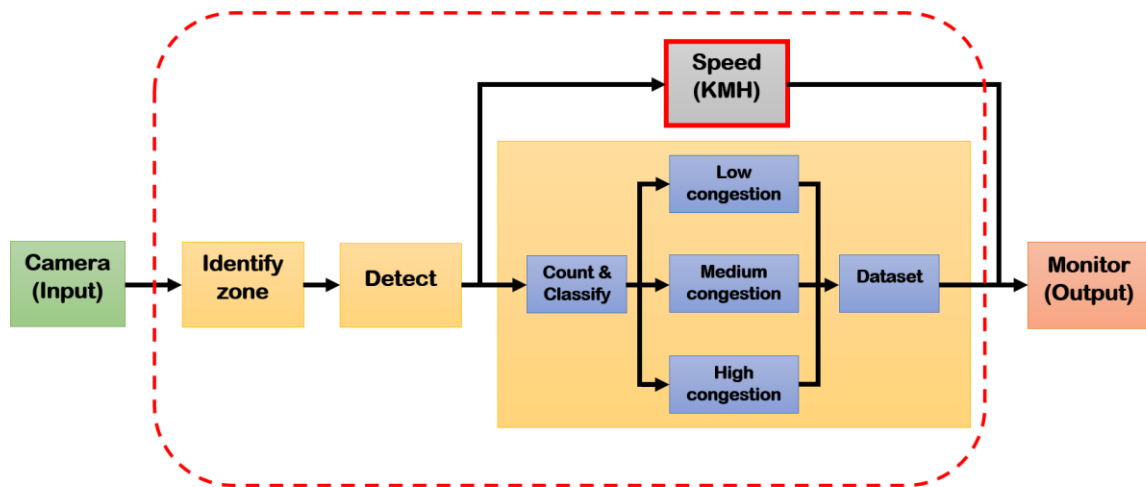 Speed
(KMH)
Low
congestion
Camera
(Input)
Identify
zone
Detect
Count &
Classify
Medium
congestion
Dataset
Monitor
(Output)
High
congestion